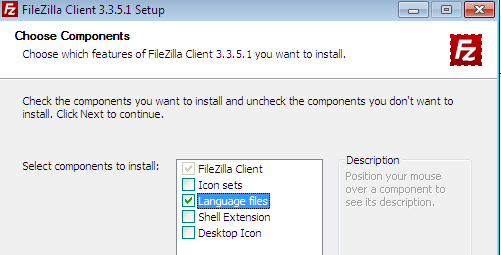 FileZilla Client 3.3.5.1 Setup
Choose Components
Choose which features of FileZilla Client 3.3.5.1 you want to install.
Check the components you want to install and uncheck the components you don't want to
install. Click Next to continue.
Select components to install:
FileZilla Client
Icon sets
Language files
Shell Extension
Desktop Icon
Description
Position your mouse
over a component to
see its description.